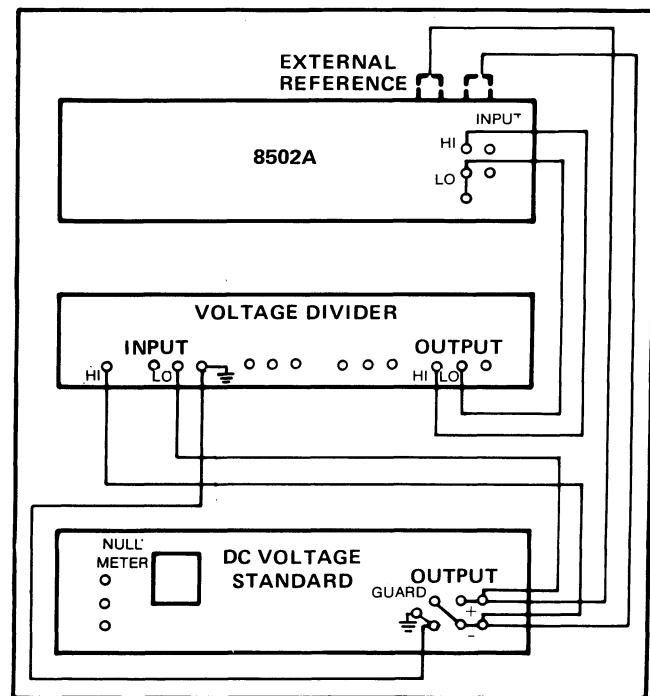 EXTERNAL
REFERENCE
INPUT
HI
8502A
LO
VOLTAGE DIVIDER
INPUT
OUTPUT
HI
LO
HI
LO
NULL
METER
DC VOLTAGE
STANDARD
OUTPUT
GUARD
+
-